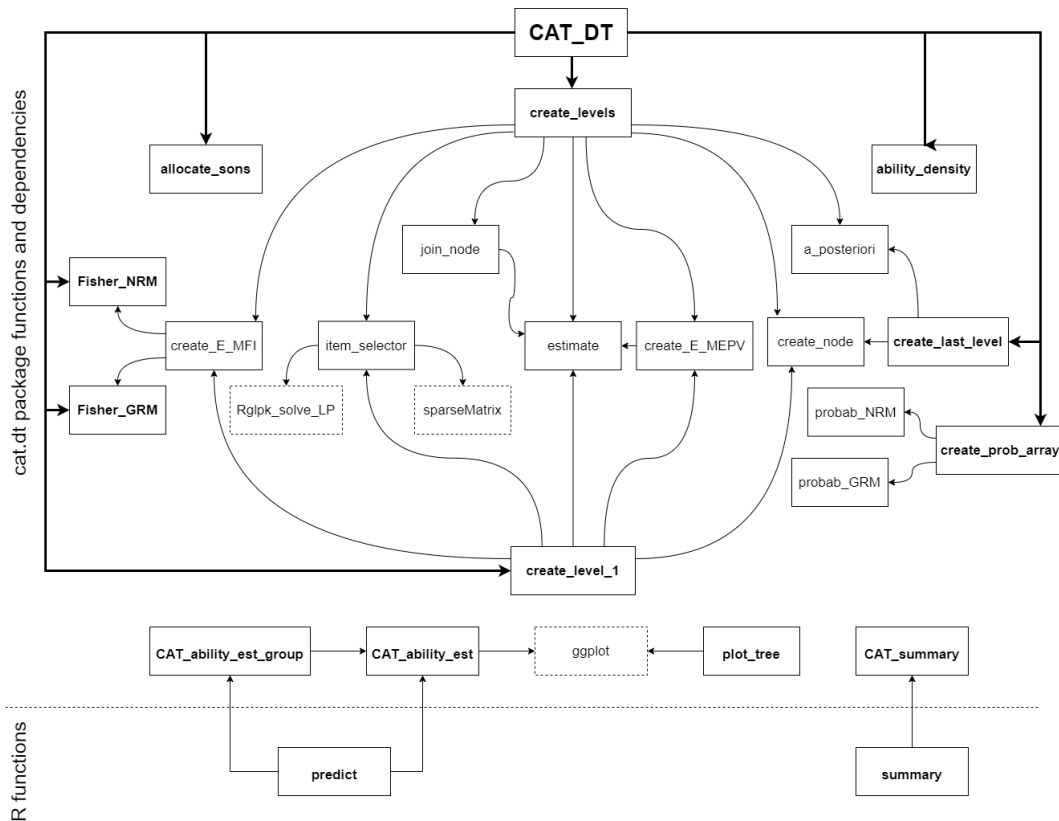 CAT_DT
create_levels
allocate_sons
ability_density
join_node
a_posteriori
Fisher_NRM
create_E_MFI
item_selector
estimate
create_E_MEPV
create_node
create_last_level
Fisher_GRM
Rglpk_solve_LP
sparseMatrix
probab_NRM
create_prob_array
probab_GRM
create_level_1
cat.dt package functions and dependencies
CAT_ability_est_group
CAT_ability_est
ggplot
plot_tree
CAT_summary
R functions
predict
summary